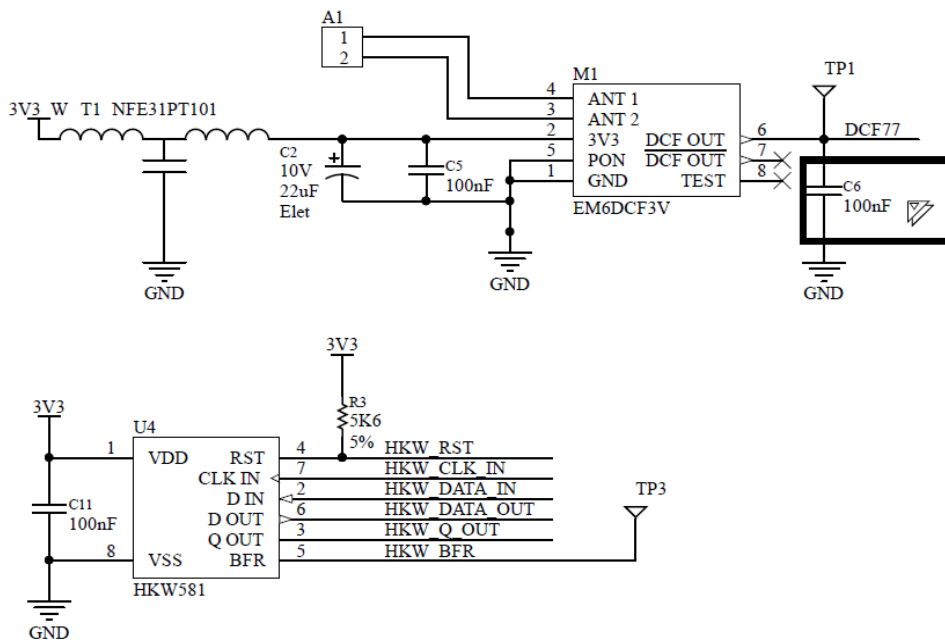 A1
1
2
3V3_W T1 NFE31PT101
C2
10V
22uF
Elet
C5
100nF
GND
GND
M1
4 ANT 1
3 ANT 2
2 3V3
5 PON
1 GND
DCF OUT 6
DCF OUT 7
TEST 8
EM6DCF3V
TP1
DCF77
C6
100nF
GND
3V3
3V3
R3
5K6
5%
U4
1 VDD
8 VSS
C11
100nF
GND
RST 4 HKW_RST
CLK IN 7 HKW_CLK_IN
D IN 2 HKW_DATA_IN
D OUT 6 HKW_DATA_OUT
Q OUT 3 HKW_Q_OUT
BFR 5 HKW_BFR
HKW581
TP3